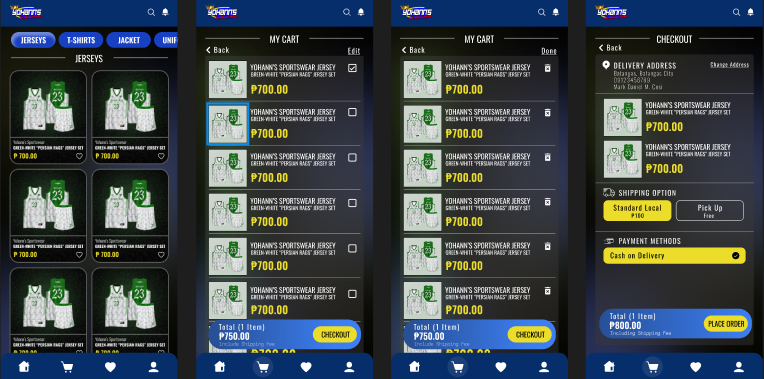 YOHANNS
JERSEYS
T-SHIRTS
JACKET
UNIF
JERSEYS
Yohann's Sportswear
GREEN-WHITE "PERSIAN RAGS" JERSEY SET
₱ 700.00
Yohann's Sportswear
GREEN-WHITE "PERSIAN RAGS" JERSEY SET
₱ 700.00
Yohann's Sportswear
GREEN-WHITE "PERSIAN RAGS" JERSEY SET
₱ 700.00
Yohann's Sportswear
GREEN-WHITE "PERSIAN RAGS" JERSEY SET
₱ 700.00
YOHANNS
MY CART
Back
Edit
YOHANN'S SPORTSWEAR JERSEY
GREEN-WHITE "PERSIAN RAGS" JERSEY SET
₱700.00
YOHANN'S SPORTSWEAR JERSEY
GREEN-WHITE "PERSIAN RAGS" JERSEY SET
₱700.00
YOHANN'S SPORTSWEAR JERSEY
GREEN-WHITE "PERSIAN RAGS" JERSEY SET
₱700.00
YOHANN'S SPORTSWEAR JERSEY
GREEN-WHITE "PERSIAN RAGS" JERSEY SET
₱700.00
YOHANN'S SPORTSWEAR JERSEY
GREEN-WHITE "PERSIAN RAGS" JERSEY SET
₱700.00
YOHANN'S SPORTSWEAR JERSEY
GREEN-WHITE "PERSIAN RAGS" JERSEY SET
₱700.00
Total (1 Item)
₱750.00
Include Shipping Fee
CHECKOUT
YOHANNS
MY CART
Back
Done
YOHANN'S SPORTSWEAR JERSEY
GREEN-WHITE "PERSIAN RAGS" JERSEY SET
₱700.00
YOHANN'S SPORTSWEAR JERSEY
GREEN-WHITE "PERSIAN RAGS" JERSEY SET
₱700.00
YOHANN'S SPORTSWEAR JERSEY
GREEN-WHITE "PERSIAN RAGS" JERSEY SET
₱700.00
YOHANN'S SPORTSWEAR JERSEY
GREEN-WHITE "PERSIAN RAGS" JERSEY SET
₱700.00
YOHANN'S SPORTSWEAR JERSEY
GREEN-WHITE "PERSIAN RAGS" JERSEY SET
₱700.00
YOHANN'S SPORTSWEAR JERSEY
GREEN-WHITE "PERSIAN RAGS" JERSEY SET
₱700.00
Total (1 Item)
₱750.00
Include Shipping Fee
CHECKOUT
YOHANNS
CHECKOUT
Back
DELIVERY ADDRESS
Change Address
Batangas, Batangas City
09123456789
Mark David M. Cosi
YOHANN'S SPORTSWEAR JERSEY
GREEN-WHITE "PERSIAN RAGS" JERSEY SET
₱700.00
YOHANN'S SPORTSWEAR JERSEY
GREEN-WHITE "PERSIAN RAGS" JERSEY SET
₱700.00
SHIPPING OPTION
Standard Local
₱100
Pick Up
Free
PAYMENT METHODS
Cash on Delivery
Total (1 Item)
₱800.00
Including Shipping Fee
PLACE ORDER